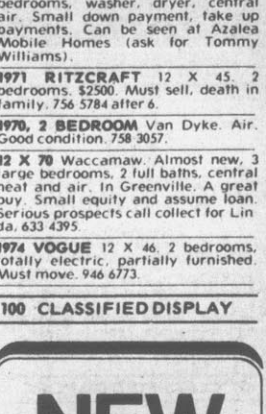 bedrooms, washer, dryer, central
air. Small down payment, take up
payments. Can be seen at Azalea
Mobile Homes (ask for Tommy
Williams).
1971 RITZCRAFT 12 X 45. 2
bedrooms. $2500. Must sell, death in
family. 756 5784 after 6.
1970, 2 BEDROOM Van Dyke. Air.
Good condition. 758 3057.
12 X 70 Waccamaw. Almost new, 3
large bedrooms, 2 full baths, central
heat and air. In Greenville. A great
buy. Small equity and assume loan.
Serious prospects call collect for Lin
da, 633 4395.
1974 VOGUE 12 X 46. 2 bedrooms,
totally electric, partially furnished.
Must move. 946 6773.
100 CLASSIFIED DISPLAY
NEW